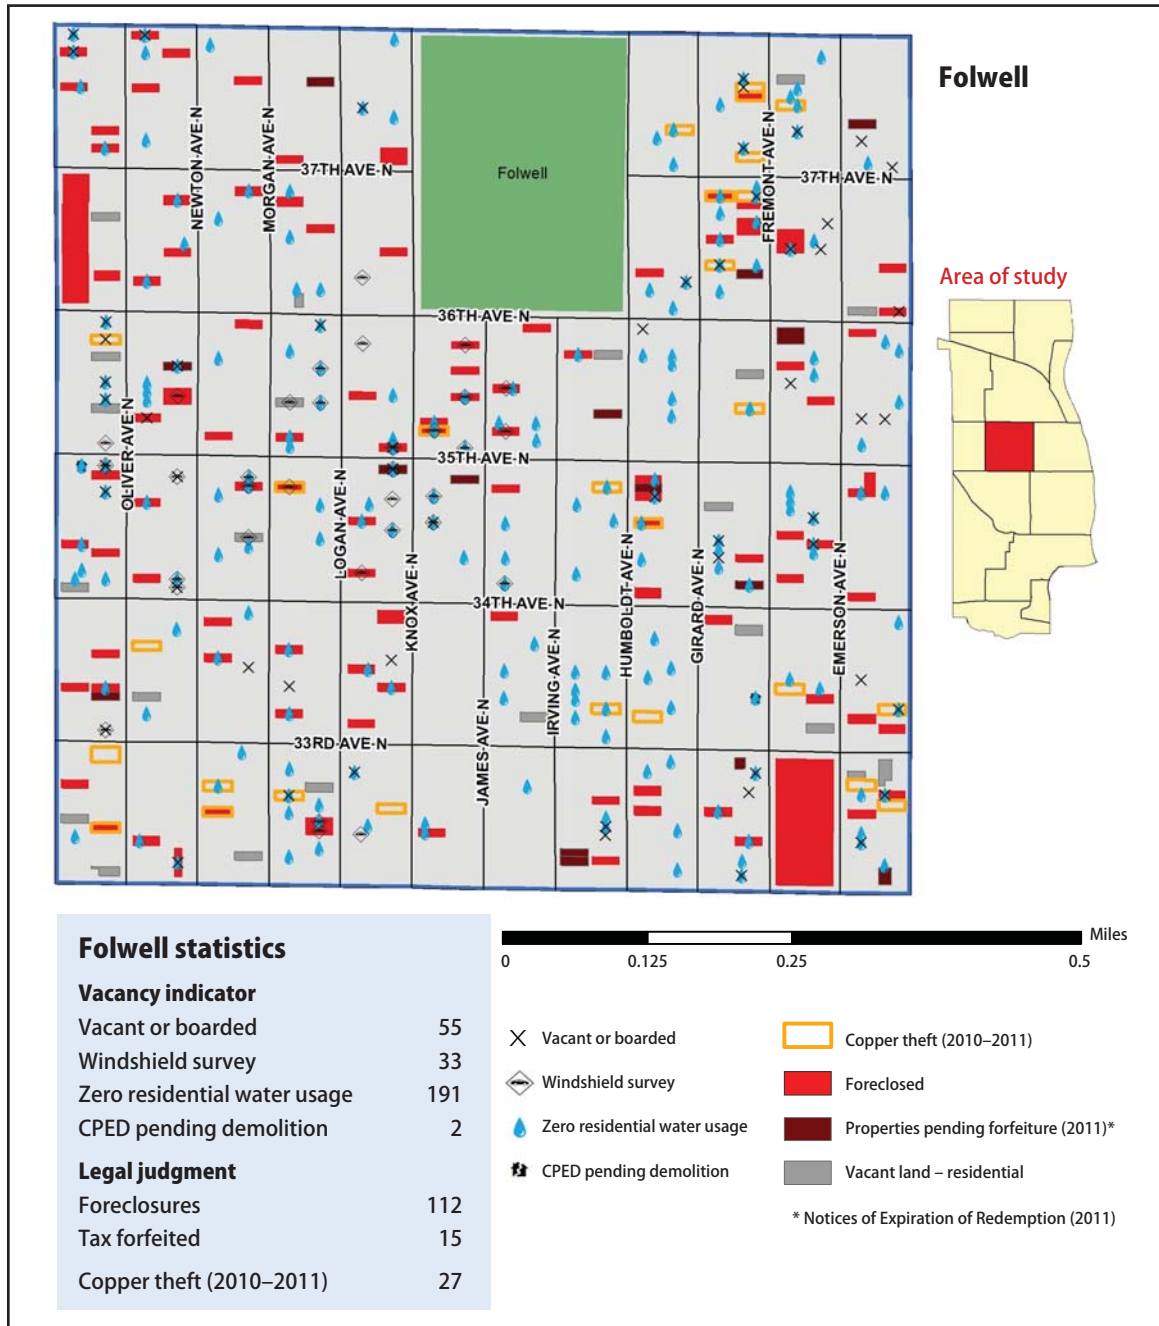 Folwell
NEWTON AVE N
MORGAN AVE N
37TH AVE N
Folwell
FREMONT AVE N
37TH AVE N
Area of study
36TH AVE N
OLIVER AVE N
35TH AVE N
LOGAN AVE N
KNOX AVE N
HUMBOLDT AVE N
GIRARD AVE N
EMERSON AVE N
34TH AVE N
IRVING AVE N
JAMES AVE N
33RD AVE N
Folwell statistics
Vacancy indicator
Vacant or boarded 55
Windshield survey 33
Zero residential water usage 191
CPED pending demolition 2
Legal judgment
Foreclosures 112
Tax forfeited 15
Copper theft (2010–2011) 27
Miles
0 0.125 0.25 0.5
Vacant or boarded
Windshield survey
Zero residential water usage
CPED pending demolition
Copper theft (2010–2011)
Foreclosed
Properties pending forfeiture (2011)*
Vacant land – residential
* Notices of Expiration of Redemption (2011)